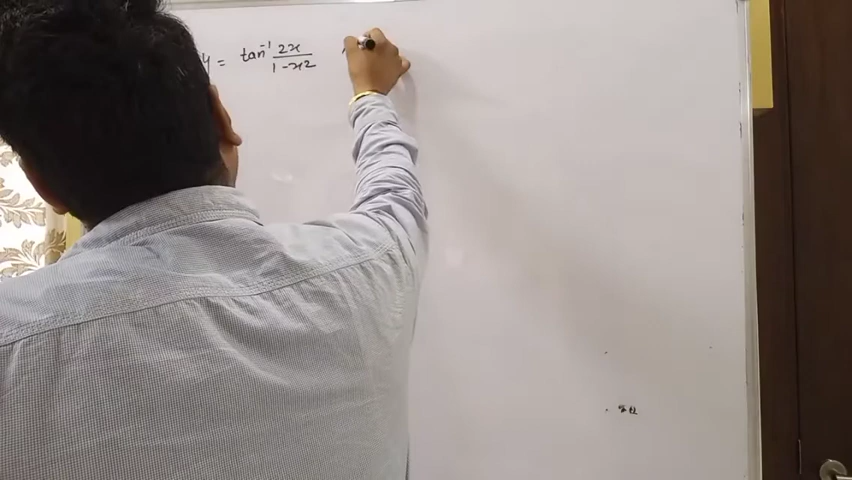 y = tan⁻¹ 2x/1-x2